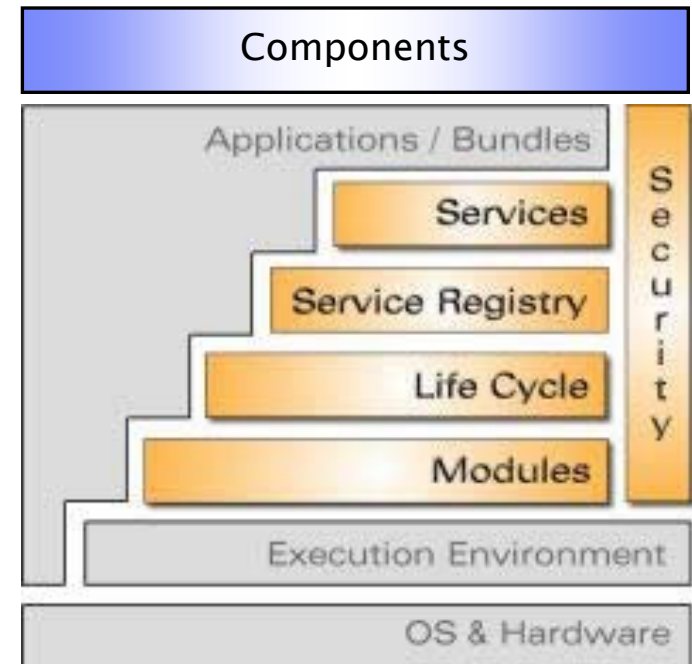 Components
Applications / Bundles
Services
Service Registry
Life Cycle
Modules
Execution Environment
OS & Hardware
Security